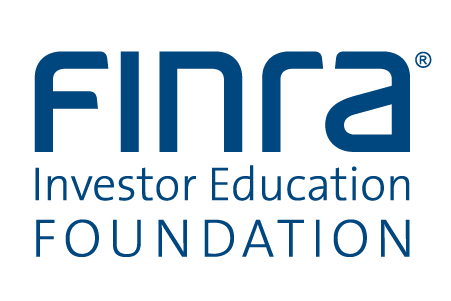 FINra®
Investor Education
FOUNDATION